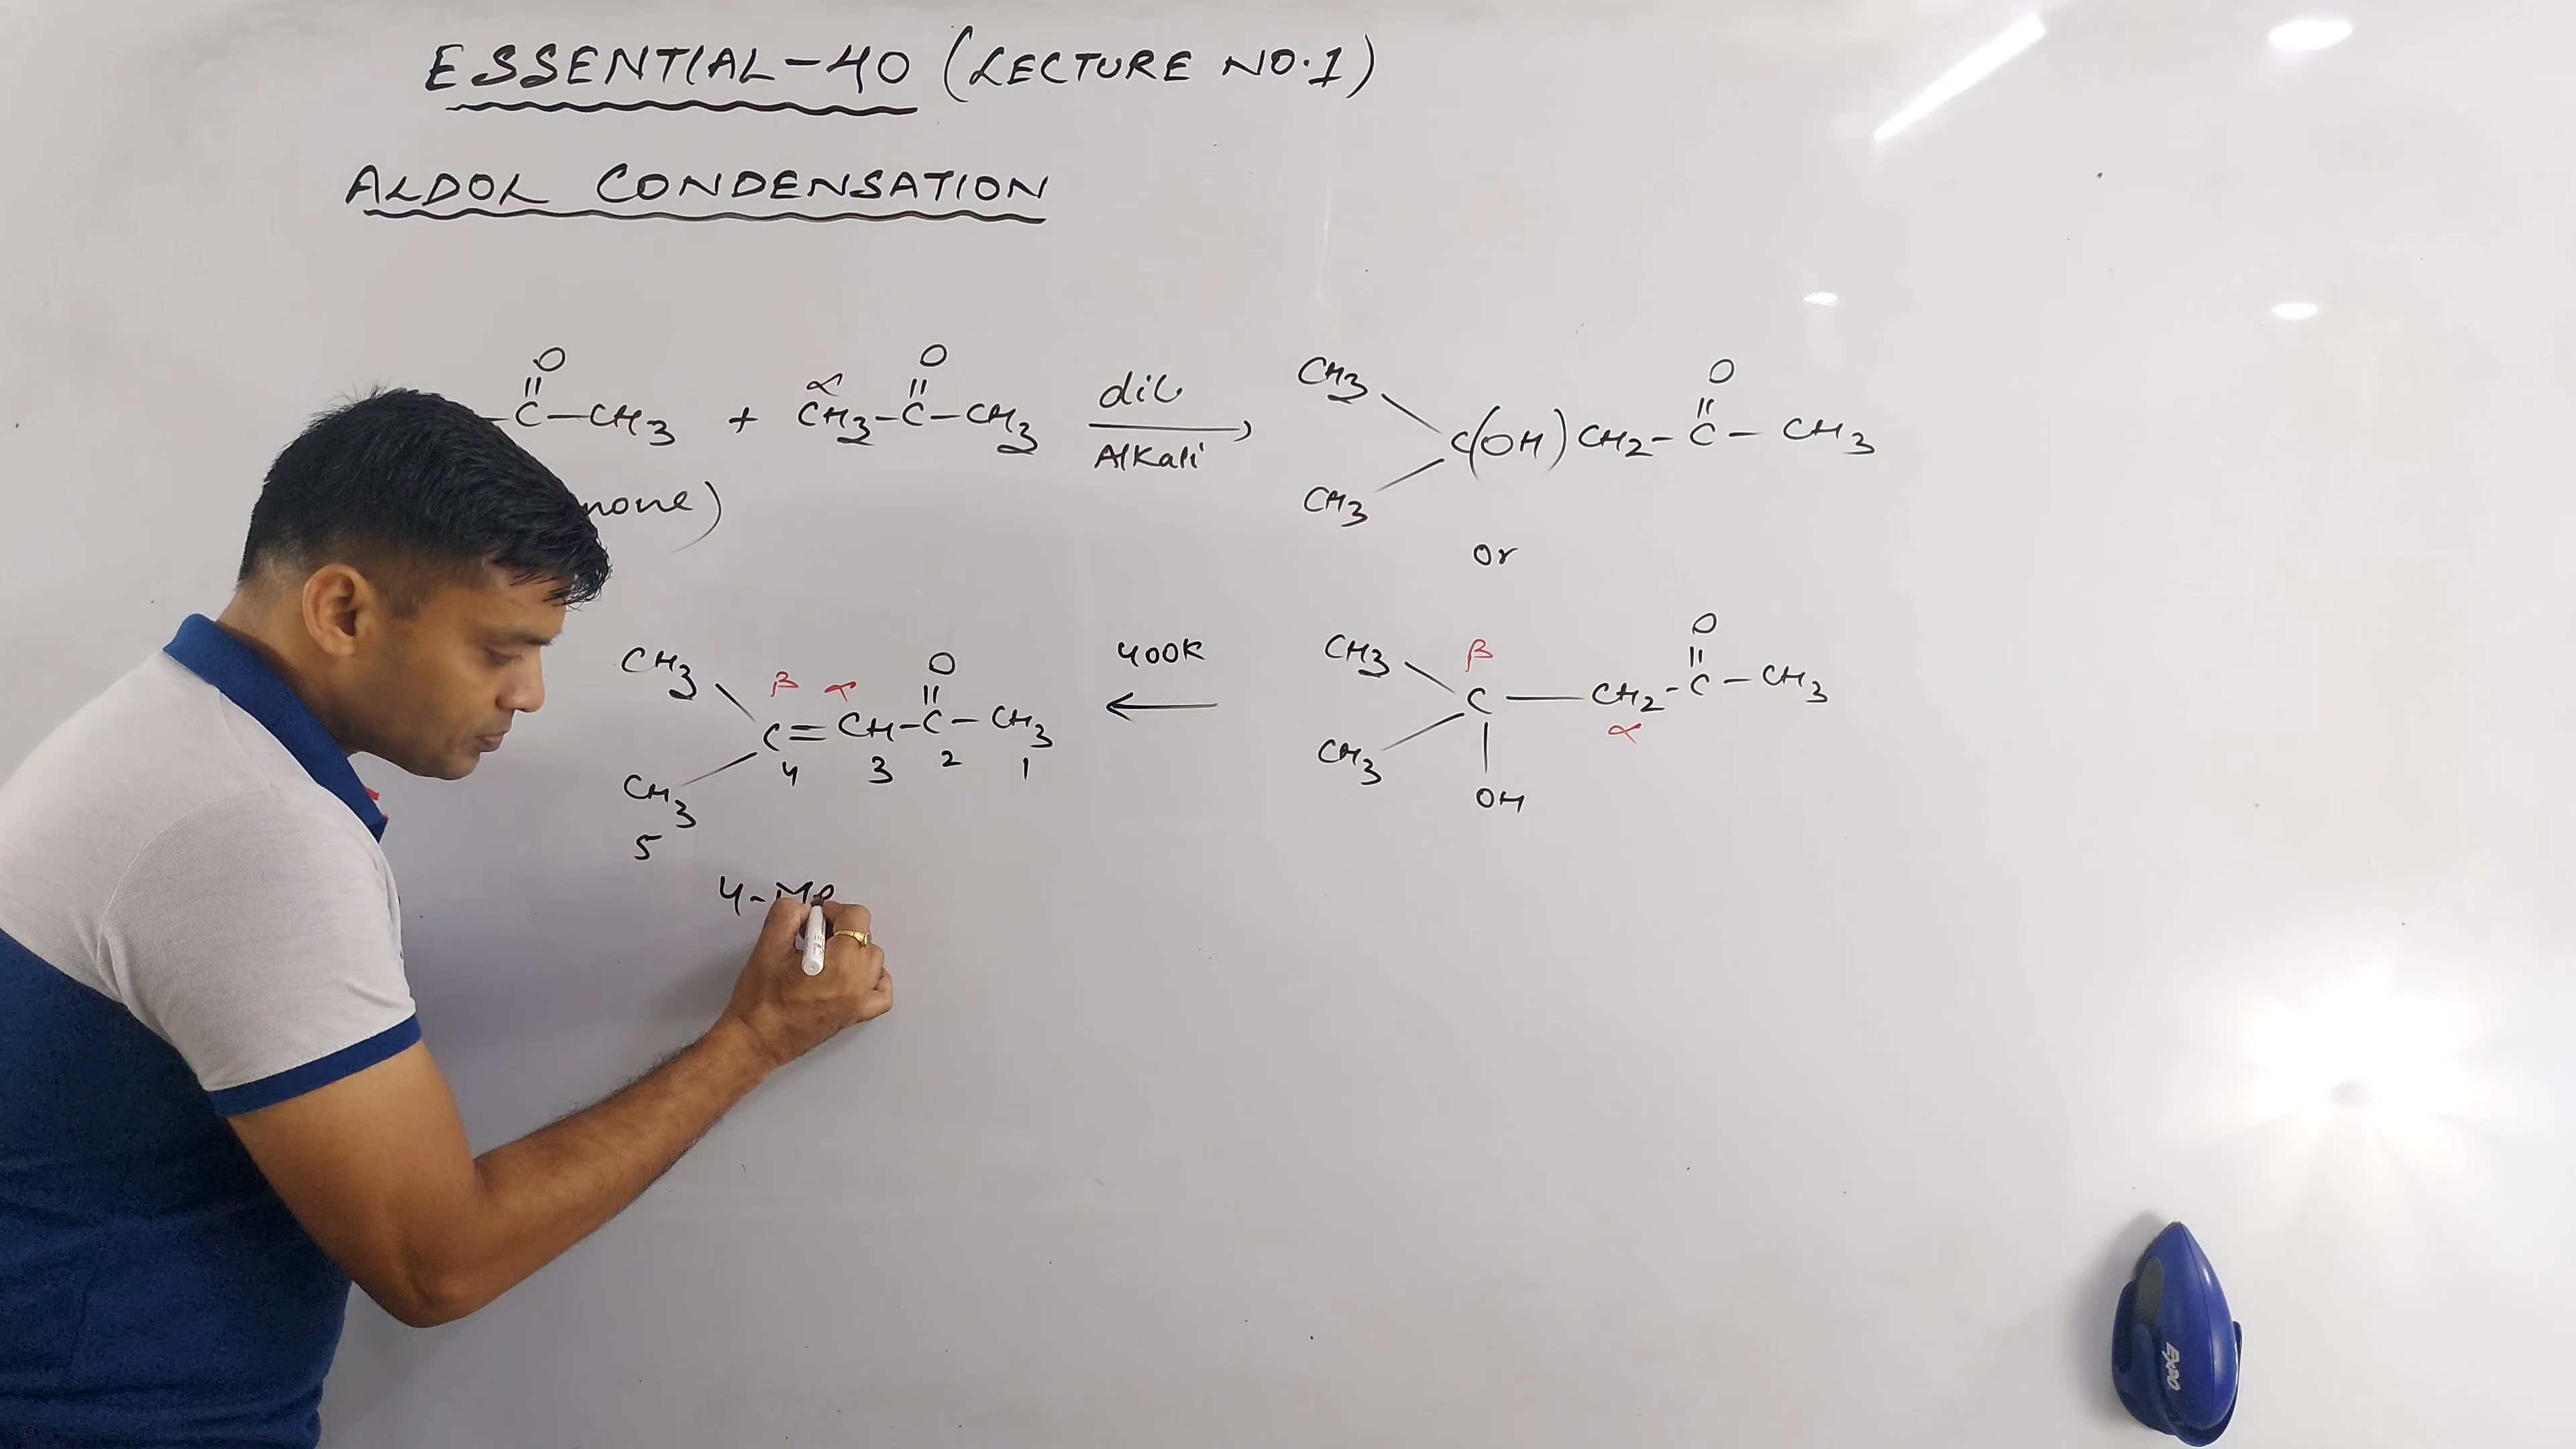 ESSENTIAL-40 (LECTURE NO.1)
ALDOL CONDENSATION
O O O
α
|| || dil CH3 ||
-C-CH3 + CH3-C-CH3 → C(OH)CH2-C-CH3
Alkali CH3
none)
or
O 400K O
CH3 β α || CH3 β ||
C=CH-C-CH3 ← C-CH2-C-CH3
4 3 2 1 α
CH3 CH3
5 OH
4-Me
EXPO